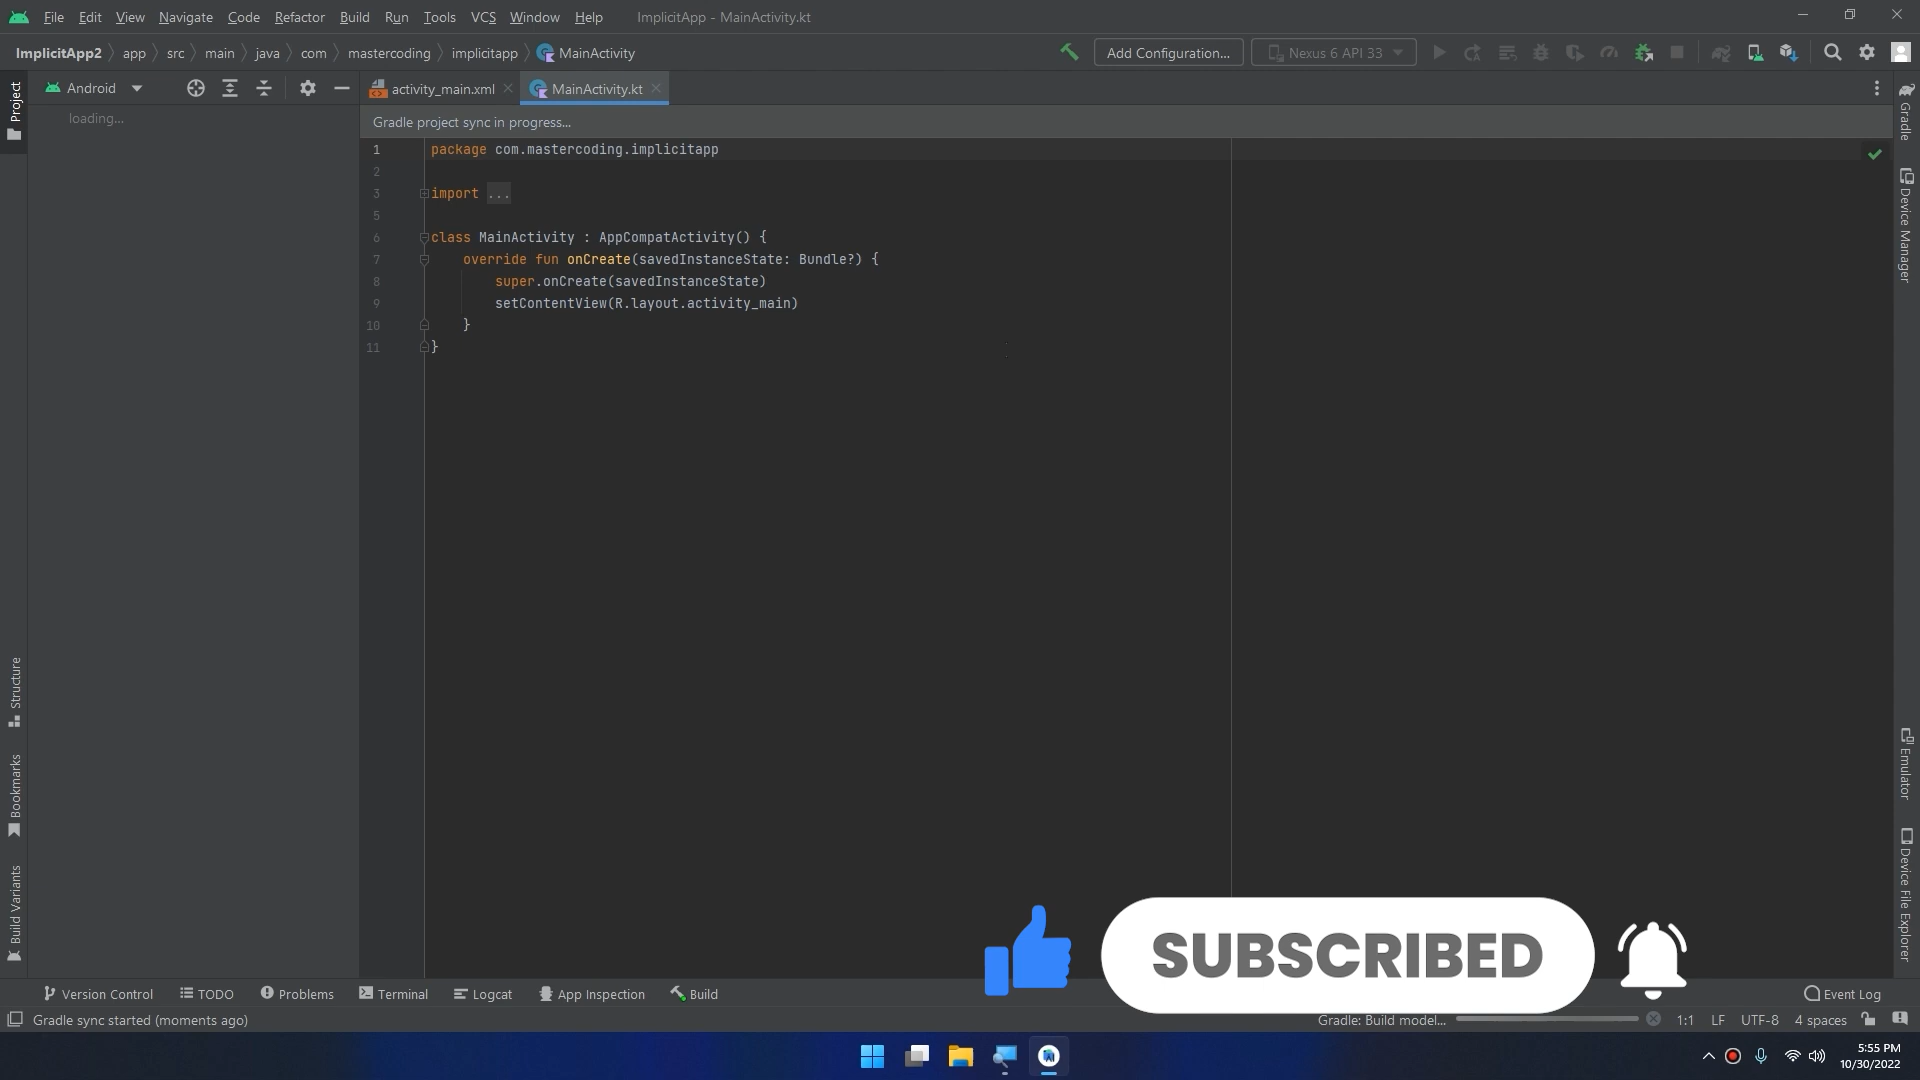 File Edit View Navigate Code Refactor Build Run Tools VCS Window Help ImplicitApp - MainActivity.kt
ImplicitApp2 app src main java com mastercoding implicitapp MainActivity Add Configuration... Nexus 6 API 33
Project
Android
activity_main.xml
MainActivity.kt
loading...
Gradle project sync in progress...
1 package com.mastercoding.implicitapp
2
3 import ...
5
6 class MainActivity : AppCompatActivity() {
7 override fun onCreate(savedInstanceState: Bundle?) {
8 super.onCreate(savedInstanceState)
9 setContentView(R.layout.activity_main)
10 }
11 }
Gradle
Device Manager
Structure
Bookmarks
Build Variants
Emulator
Device File Explorer
SUBSCRIBED
Version Control TODO Problems Terminal Logcat App Inspection Build Event Log
Gradle sync started (moments ago) Gradle: Build model... 1:1 LF UTF-8 4 spaces
5:55 PM
10/30/2022